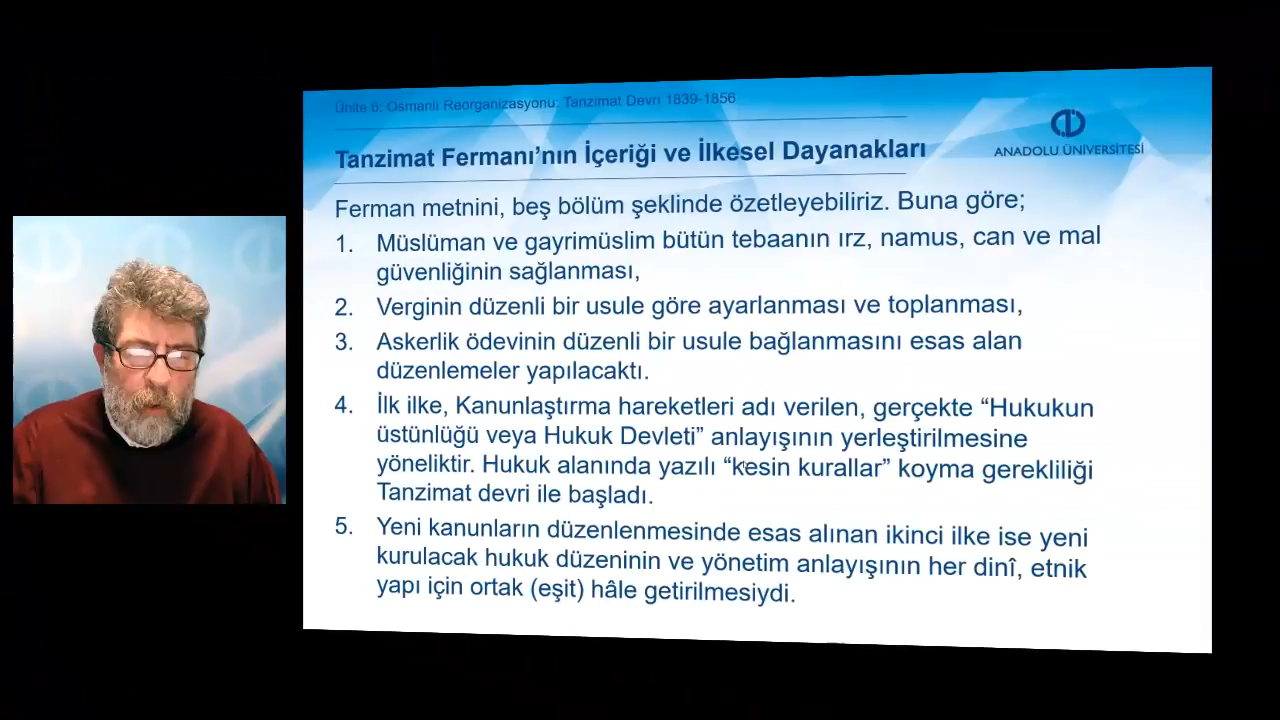 Ünite 6: Osmanlı Reorganizasyonu: Tanzimat Devri 1839-1856
ANADOLU ÜNİVERSİTESİ
Tanzimat Fermanı’nın İçeriği ve İlkesel Dayanakları
Ferman metnini, beş bölüm şeklinde özetleyebiliriz. Buna göre;
1. Müslüman ve gayrimüslim bütün tebaanın ırz, namus, can ve mal
güvenliğinin sağlanması,
2. Verginin düzenli bir usule göre ayarlanması ve toplanması,
3. Askerlik ödevinin düzenli bir usule bağlanmasını esas alan
düzenlemeler yapılacaktı.
4. İlk ilke, Kanunlaştırma hareketleri adı verilen, gerçekte “Hukukun
üstünlüğü veya Hukuk Devleti” anlayışının yerleştirilmesine
yöneliktir. Hukuk alanında yazılı “kesin kurallar” koyma gerekliliği
Tanzimat devri ile başladı.
5. Yeni kanunların düzenlenmesinde esas alınan ikinci ilke ise yeni
kurulacak hukuk düzeninin ve yönetim anlayışının her dinî, etnik
yapı için ortak (eşit) hâle getirilmesiydi.